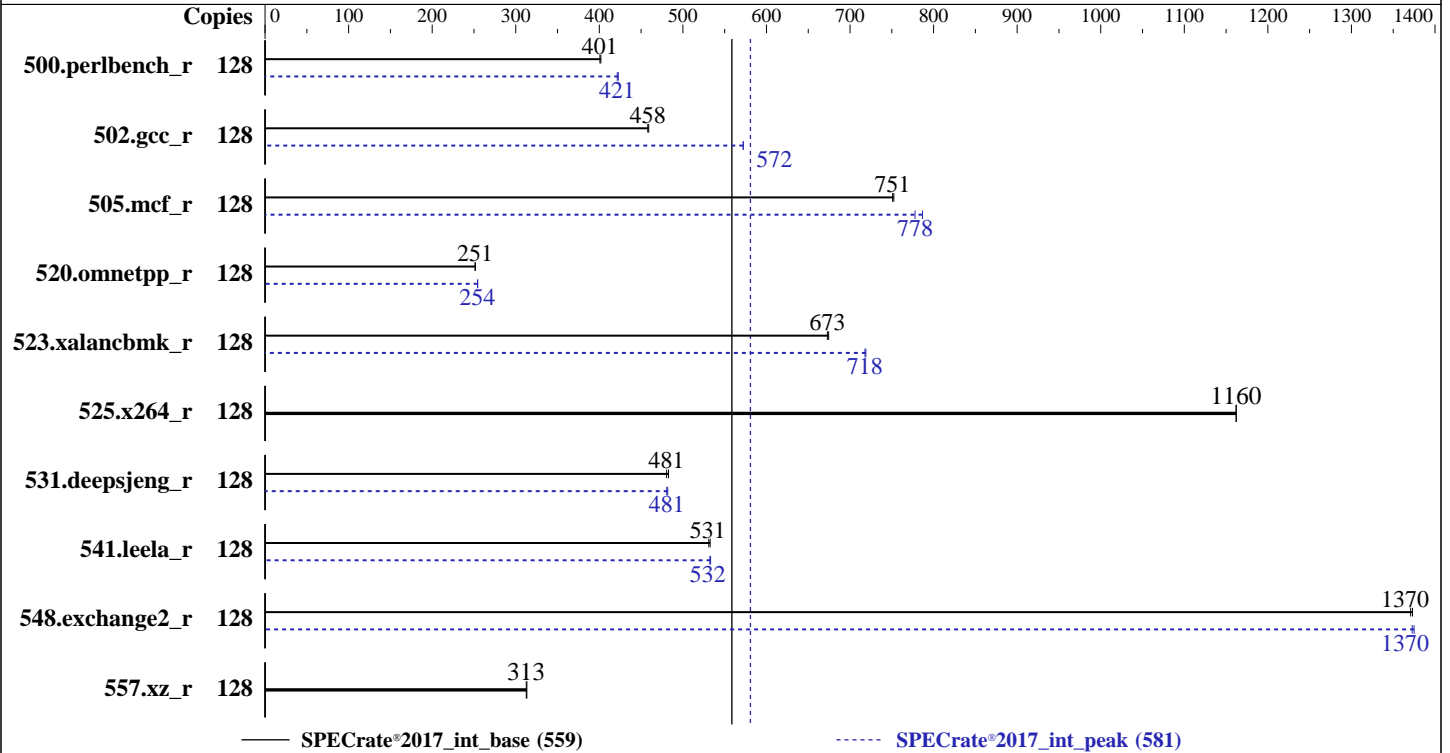 Copies 0 100 200 300 400 500 600 700 800 900 1000 1100 1200 1300 1400
500.perlbench_r 128 401
421
502.gcc_r 128 458
572
505.mcf_r 128 751
778
520.omnetpp_r 128 251
254
523.xalancbmk_r 128 673
718
525.x264_r 128 1160
531.deepsjeng_r 128 481
481
541.leela_r 128 531
532
548.exchange2_r 128 1370
1370
557.xz_r 128 313
SPECrate®2017_int_base (559) SPECrate®2017_int_peak (581)